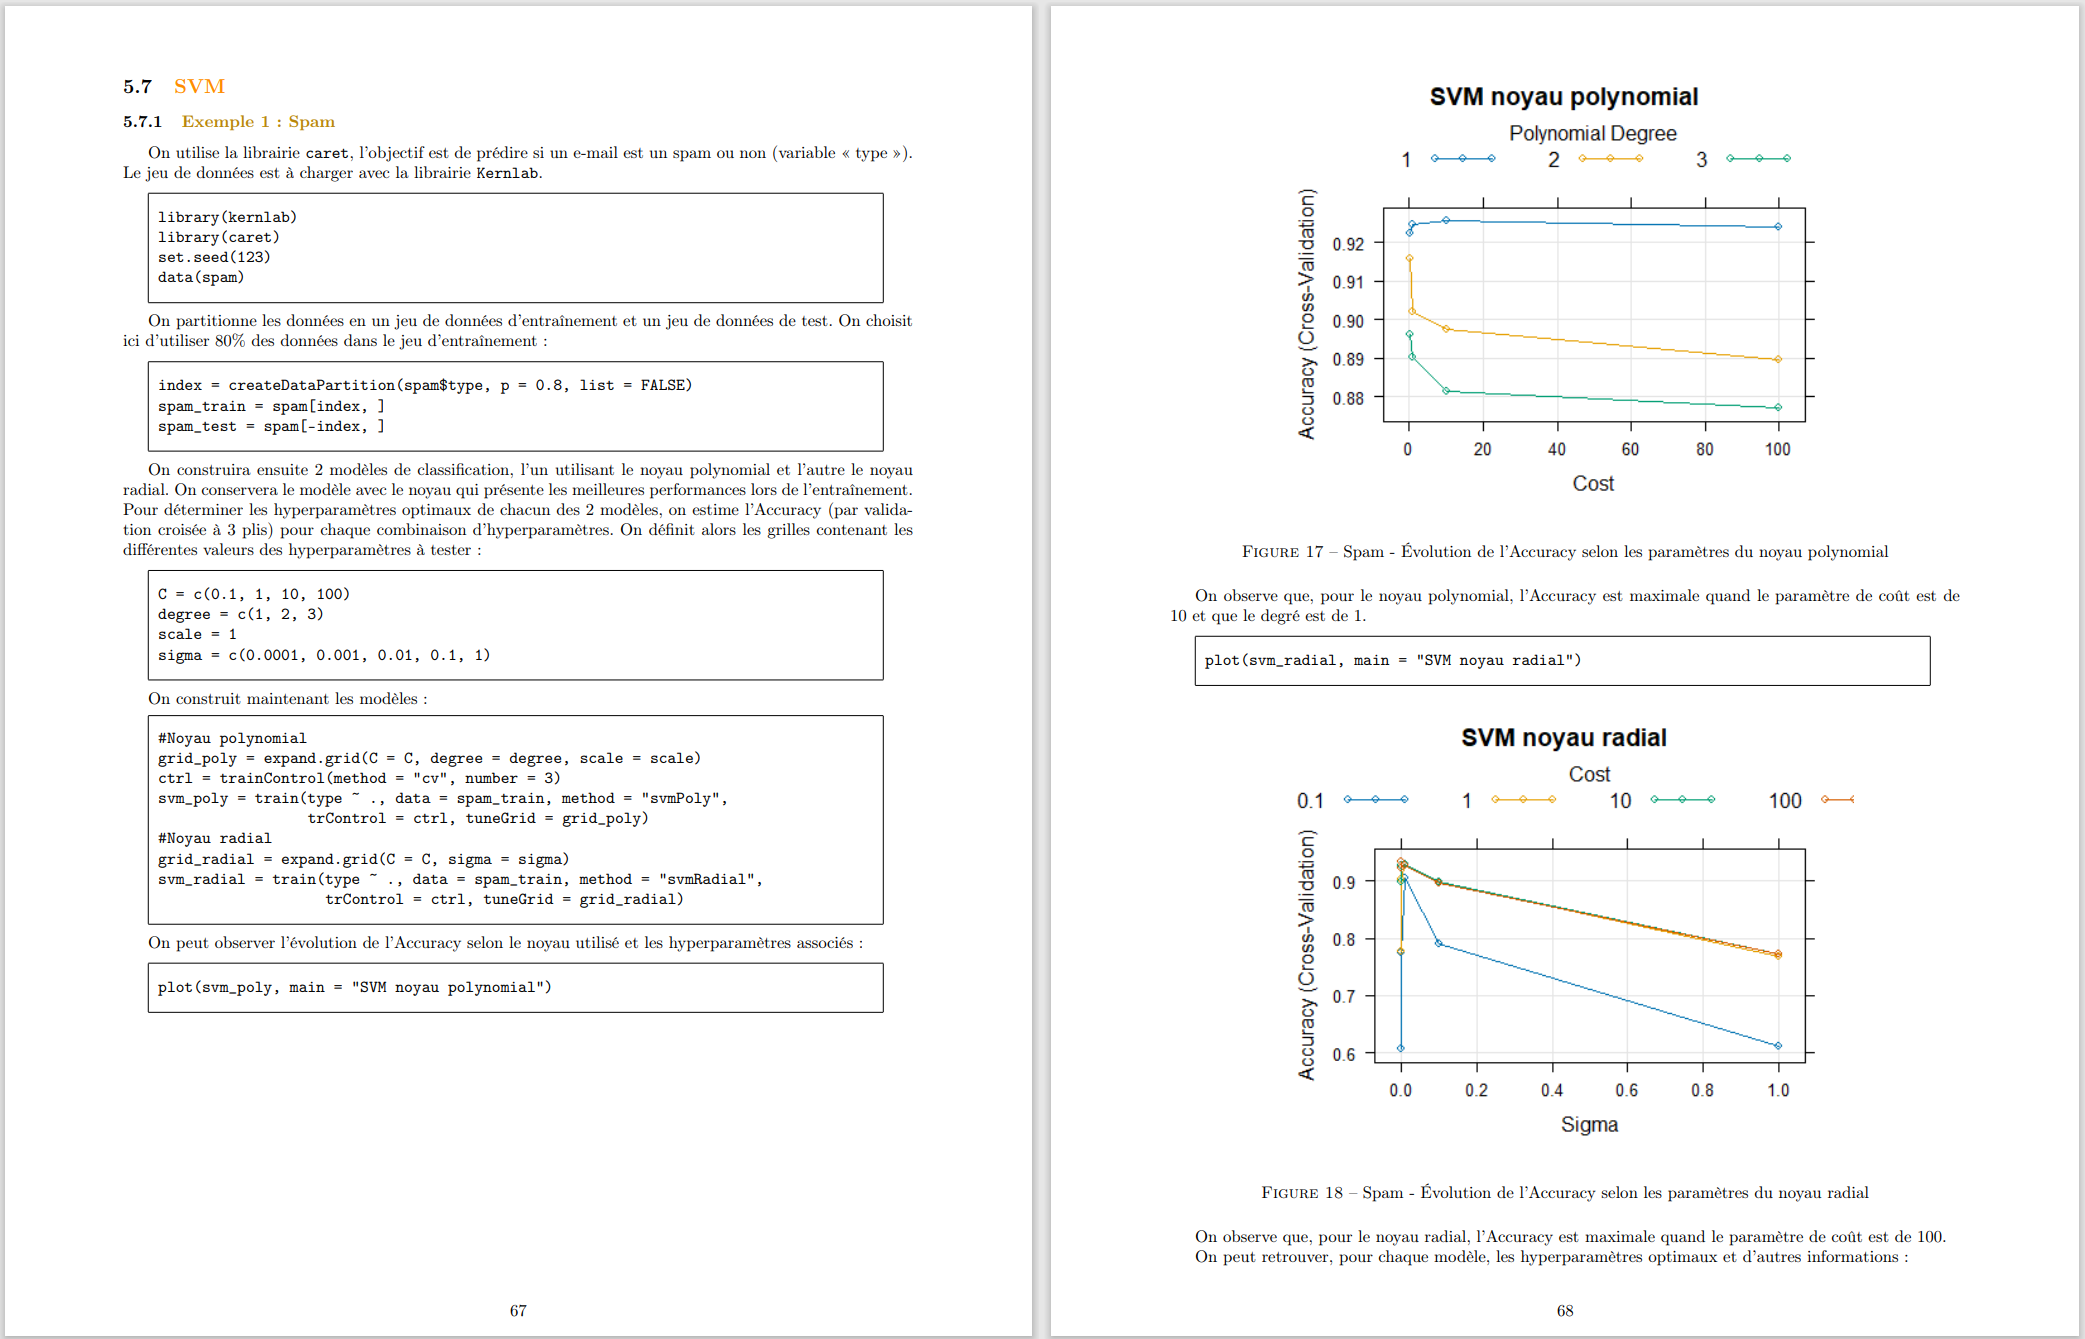 5.7 SVM
5.7.1 Exemple 1 : Spam
On utilise la librairie caret, l'objectif est de prédire si un e-mail est un spam ou non (variable « type »).
Le jeu de données est à charger avec la librairie Kernlab.
library(kernlab)
library(caret)
set.seed(123)
data(spam)
On partitionne les données en un jeu de données d'entraînement et un jeu de données de test. On choisit
ici d'utiliser 80% des données dans le jeu d'entraînement :
index = createDataPartition(spam$type, p = 0.8, list = FALSE)
spam_train = spam[index, ]
spam_test = spam[-index, ]
On construira ensuite 2 modèles de classification, l'un utilisant le noyau polynomial et l'autre le noyau
radial. On conservera le modèle avec le noyau qui présente les meilleures performances lors de l'entraînement.
Pour déterminer les hyperparamètres optimaux de chacun des 2 modèles, on estime l'Accuracy (par valida-
tion croisée à 3 plis) pour chaque combinaison d'hyperparamètres. On définit alors les grilles contenant les
différentes valeurs des hyperparamètres à tester :
C = c(0.1, 1, 10, 100)
degree = c(1, 2, 3)
scale = 1
sigma = c(0.0001, 0.001, 0.01, 0.1, 1)
On construit maintenant les modèles :
#Noyau polynomial
grid_poly = expand.grid(C = C, degree = degree, scale = scale)
ctrl = trainControl(method = "cv", number = 3)
svm_poly = train(type ~ ., data = spam_train, method = "svmPoly",
trControl = ctrl, tuneGrid = grid_poly)
#Noyau radial
grid_radial = expand.grid(C = C, sigma = sigma)
svm_radial = train(type ~ ., data = spam_train, method = "svmRadial",
trControl = ctrl, tuneGrid = grid_radial)
On peut observer l'évolution de l'Accuracy selon le noyau utilisé et les hyperparamètres associés :
plot(svm_poly, main = "SVM noyau polynomial")
67
SVM noyau polynomial
Polynomial Degree
1 2 3
Accuracy (Cross-Validation)
0.92
0.91
0.90
0.89
0.88
0 20 40 60 80 100
Cost
FIGURE 17 – Spam - Évolution de l'Accuracy selon les paramètres du noyau polynomial
On observe que, pour le noyau polynomial, l'Accuracy est maximale quand le paramètre de coût est de
10 et que le degré est de 1.
plot(svm_radial, main = "SVM noyau radial")
SVM noyau radial
Cost
0.1 1 10 100
Accuracy (Cross-Validation)
0.9
0.8
0.7
0.6
0.0 0.2 0.4 0.6 0.8 1.0
Sigma
FIGURE 18 – Spam - Évolution de l'Accuracy selon les paramètres du noyau radial
On observe que, pour le noyau radial, l'Accuracy est maximale quand le paramètre de coût est de 100.
On peut retrouver, pour chaque modèle, les hyperparamètres optimaux et d'autres informations :
68